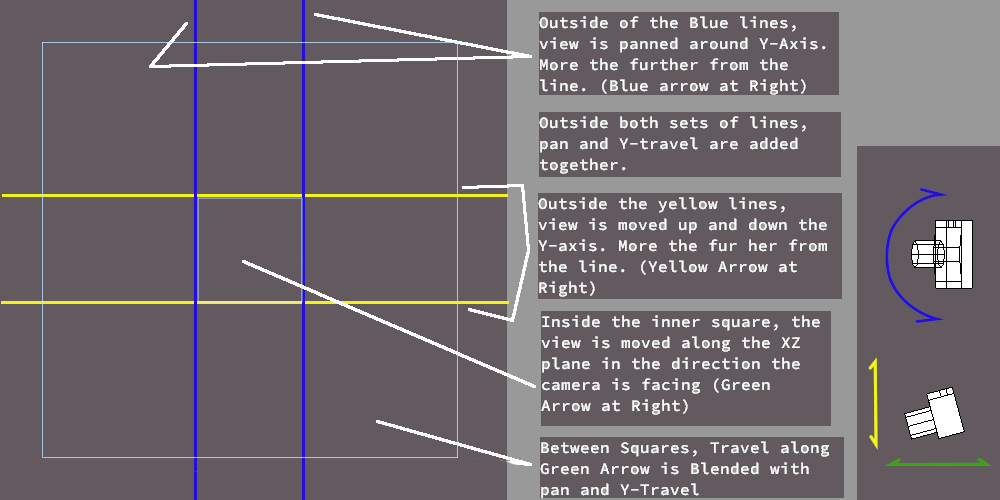 Outside of the Blue lines,
view is panned around Y-Axis.
More the further from the
line. (Blue arrow at Right)
Outside both sets of lines,
pan and Y-travel are added
together.
Outside the yellow lines,
view is moved up and down the
Y-axis. More the fur her from
the line. (Yellow Arrow at
Right)
Inside the inner square, the
view is moved along the XZ
plane in the direction the
camera is facing (Green
Arrow at Right)
Between Squares, Travel along
Green Arrow is Blended with
pan and Y-Travel